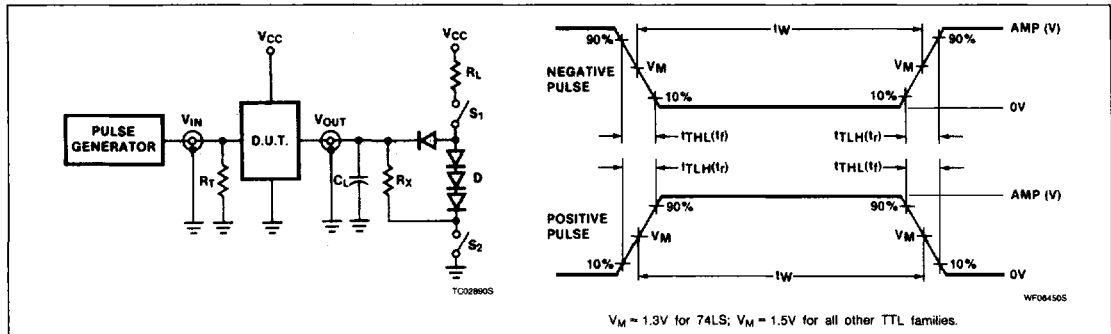 VCC
VCC
RL
S1
PULSE
GENERATOR
VIN
D.U.T.
VOUT
RT
CL
RX
D
S2
TC02890S
NEGATIVE
PULSE
90%
tW
90%
AMP (V)
VM
VM
10%
10%
0V
tTHL(tf)
tTLH(tr)
tTLH(tr)
tTHL(tf)
POSITIVE
PULSE
90%
90%
AMP (V)
VM
VM
10%
10%
tW
0V
WF06450S
VM = 1.3V for 74LS; VM = 1.5V for all other TTL families.